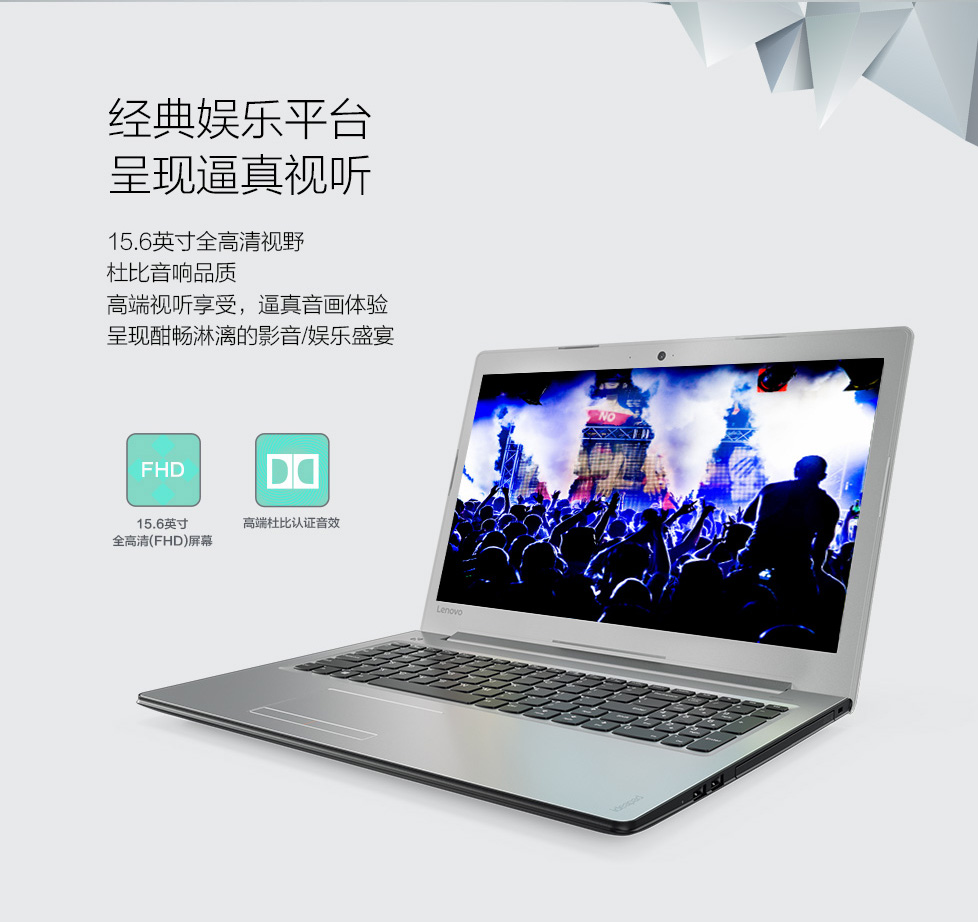 经典娱乐平台
呈现逼真视听
15.6英寸全高清视野
杜比音响品质
高端视听享受，逼真音画体验
呈现酣畅淋漓的影音/娱乐盛宴
FHD
15.6英寸
全高清(FHD)屏幕
高端杜比认证音效
NO
Lenovo
ideapad